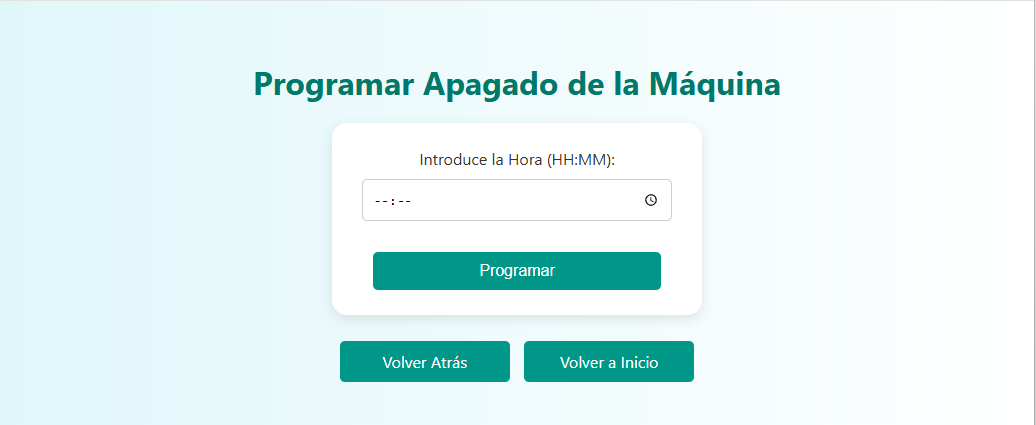 Programar Apagado de la Máquina
Introduce la Hora (HH:MM):
--:--
Programar
Volver Atrás
Volver a Inicio